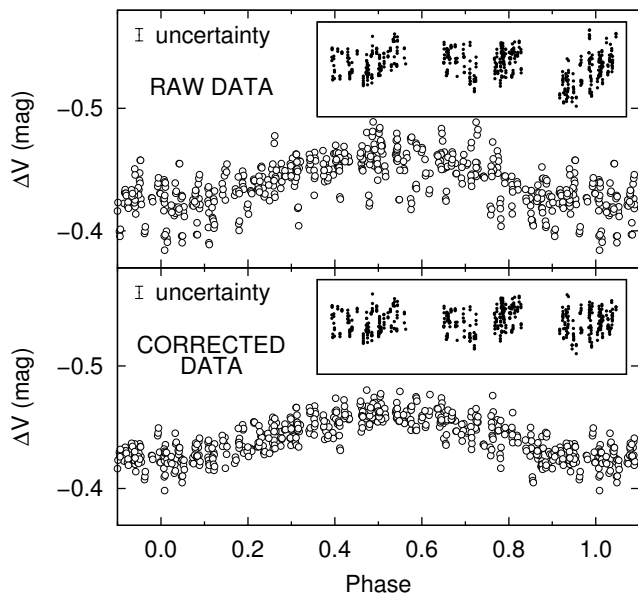 uncertainty
RAW DATA
−0.5
−0.4
ΔV (mag)
uncertainty
CORRECTED
DATA
−0.5
−0.4
ΔV (mag)
0.0 0.2 0.4 0.6 0.8 1.0
Phase